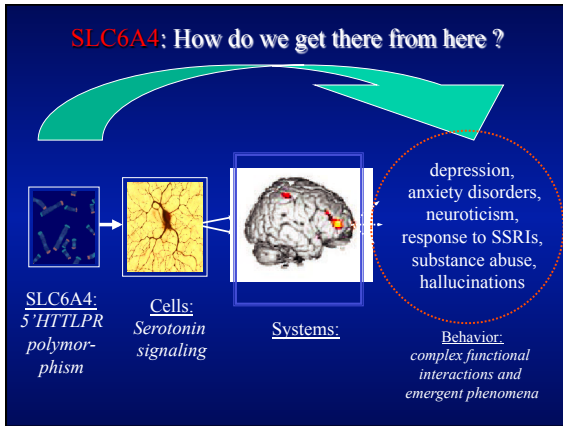 SLC6A4: How do we get there from here ?
depression,
anxiety disorders,
neuroticism,
response to SSRIs,
substance abuse,
hallucinations
SLC6A4:
5'HTTLPR
polymor-
phism
Cells:
Serotonin
signaling
Systems:
Behavior:
complex functional
interactions and
emergent phenomena